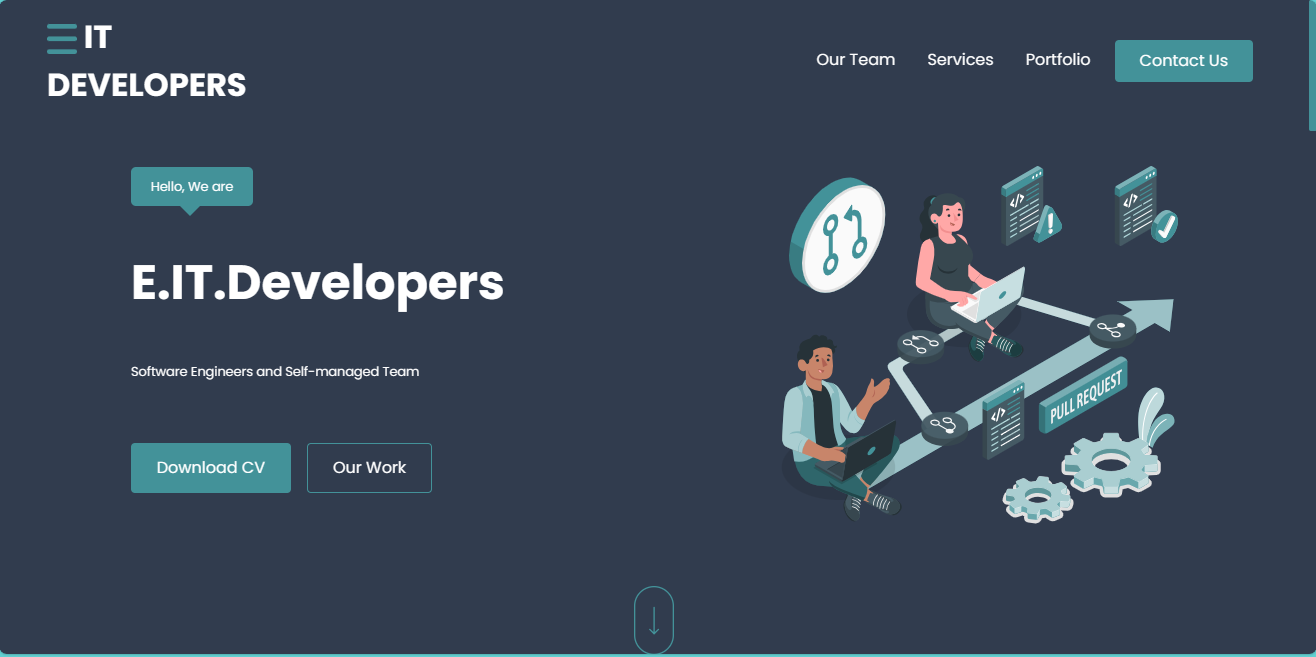 IT
DEVELOPERS
Our Team
Services
Portfolio
Contact Us
Hello, We are
E.IT.Developers
Software Engineers and Self-managed Team
Download CV
Our Work
</>
</>
</>
!
PULL REQUEST